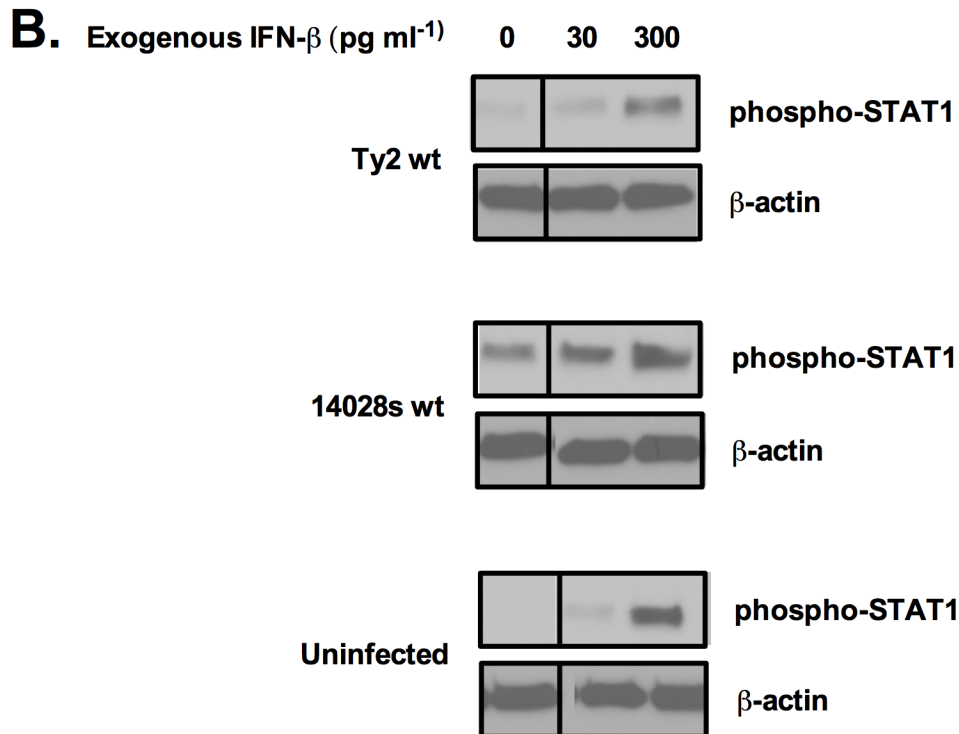 B. Exogenous IFN-β (pg ml⁻¹) 0 30 300
phospho-STAT1
Ty2 wt
β-actin
phospho-STAT1
14028s wt
β-actin
phospho-STAT1
Uninfected
β-actin